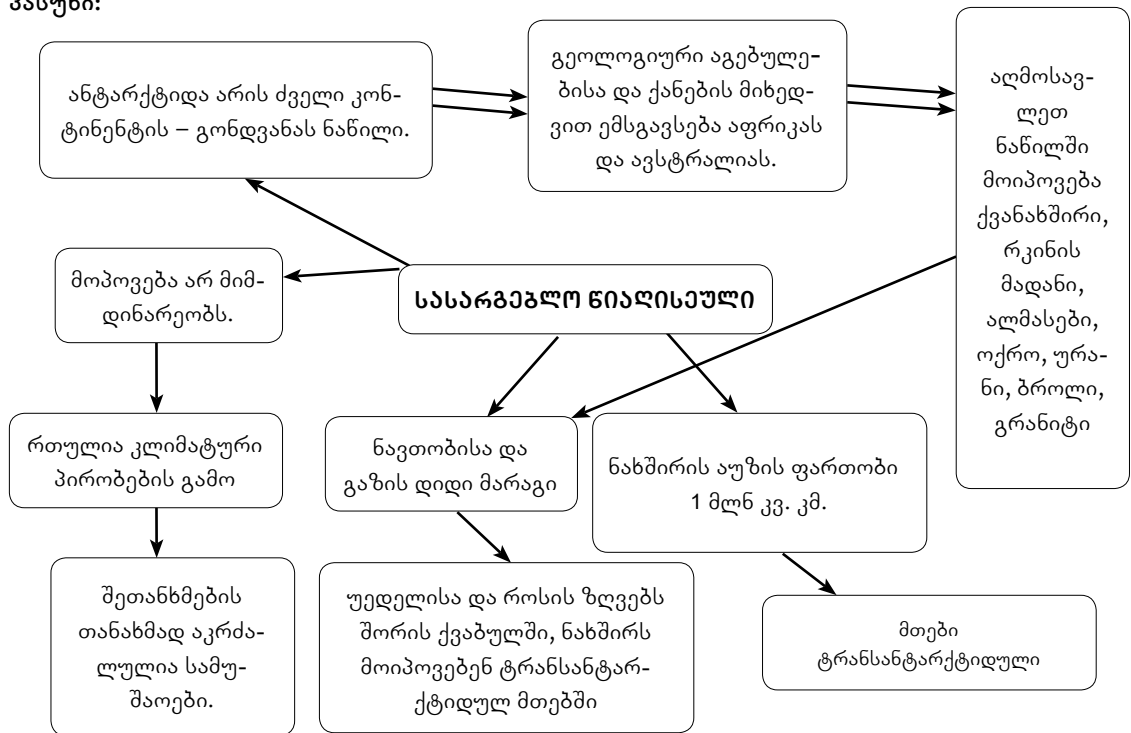 პასუხი:
ანტარქტიდა არის ძველი კონ-
ტინენტის – გონდვანას ნაწილი.
გეოლოგიური აგებულე-
ბისა და ქანების მიხედ-
ვით ემსგავსება აფრიკას
და ავსტრალიას.
აღმოსავ-
ლეთ
ნაწილში
მოიპოვება
ქვანახშირი,
რკინის
მადანი,
ალმასები,
ოქრო, ურა-
ნი, ბროლი,
გრანიტი
მოპოვება არ მიმ-
დინარეობს.
სასარგებლო წიაღისეული
რთულია კლიმატური
პირობების გამო
ნავთობისა და
გაზის დიდი მარაგი
ნახშირის აუზის ფართობი
1 მლნ კვ. კმ.
შეთანხმების
თანახმად აკრძა-
ლულია სამუ-
შაოები.
უედელისა და როსის ზღვებს
შორის ქვაბულში, ნახშირს
მოიპოვებენ ტრანსანტარ-
ქტიდულ მთებში
მთები
ტრანსანტარქტიდული